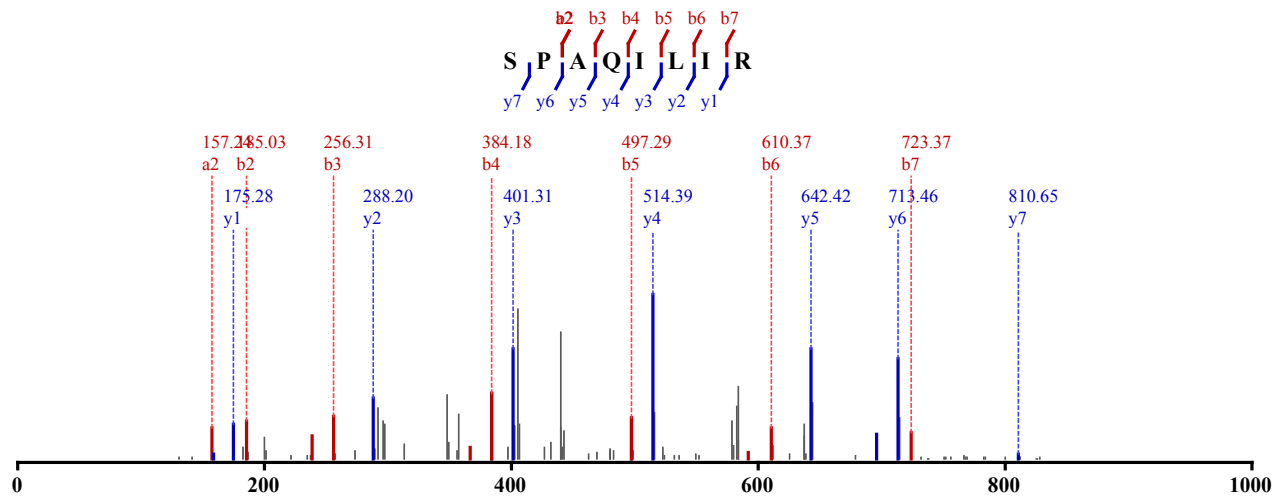 a2 b2 b3 b4 b5 b6 b7
S P A Q I L I R
y7 y6 y5 y4 y3 y2 y1
157.24 185.03 256.31 384.18 497.29 610.37 723.37
a2 b2 b3 b4 b5 b6 b7
175.28 288.20 401.31 514.39 642.42 713.46 810.65
y1 y2 y3 y4 y5 y6 y7
0 200 400 600 800 1000